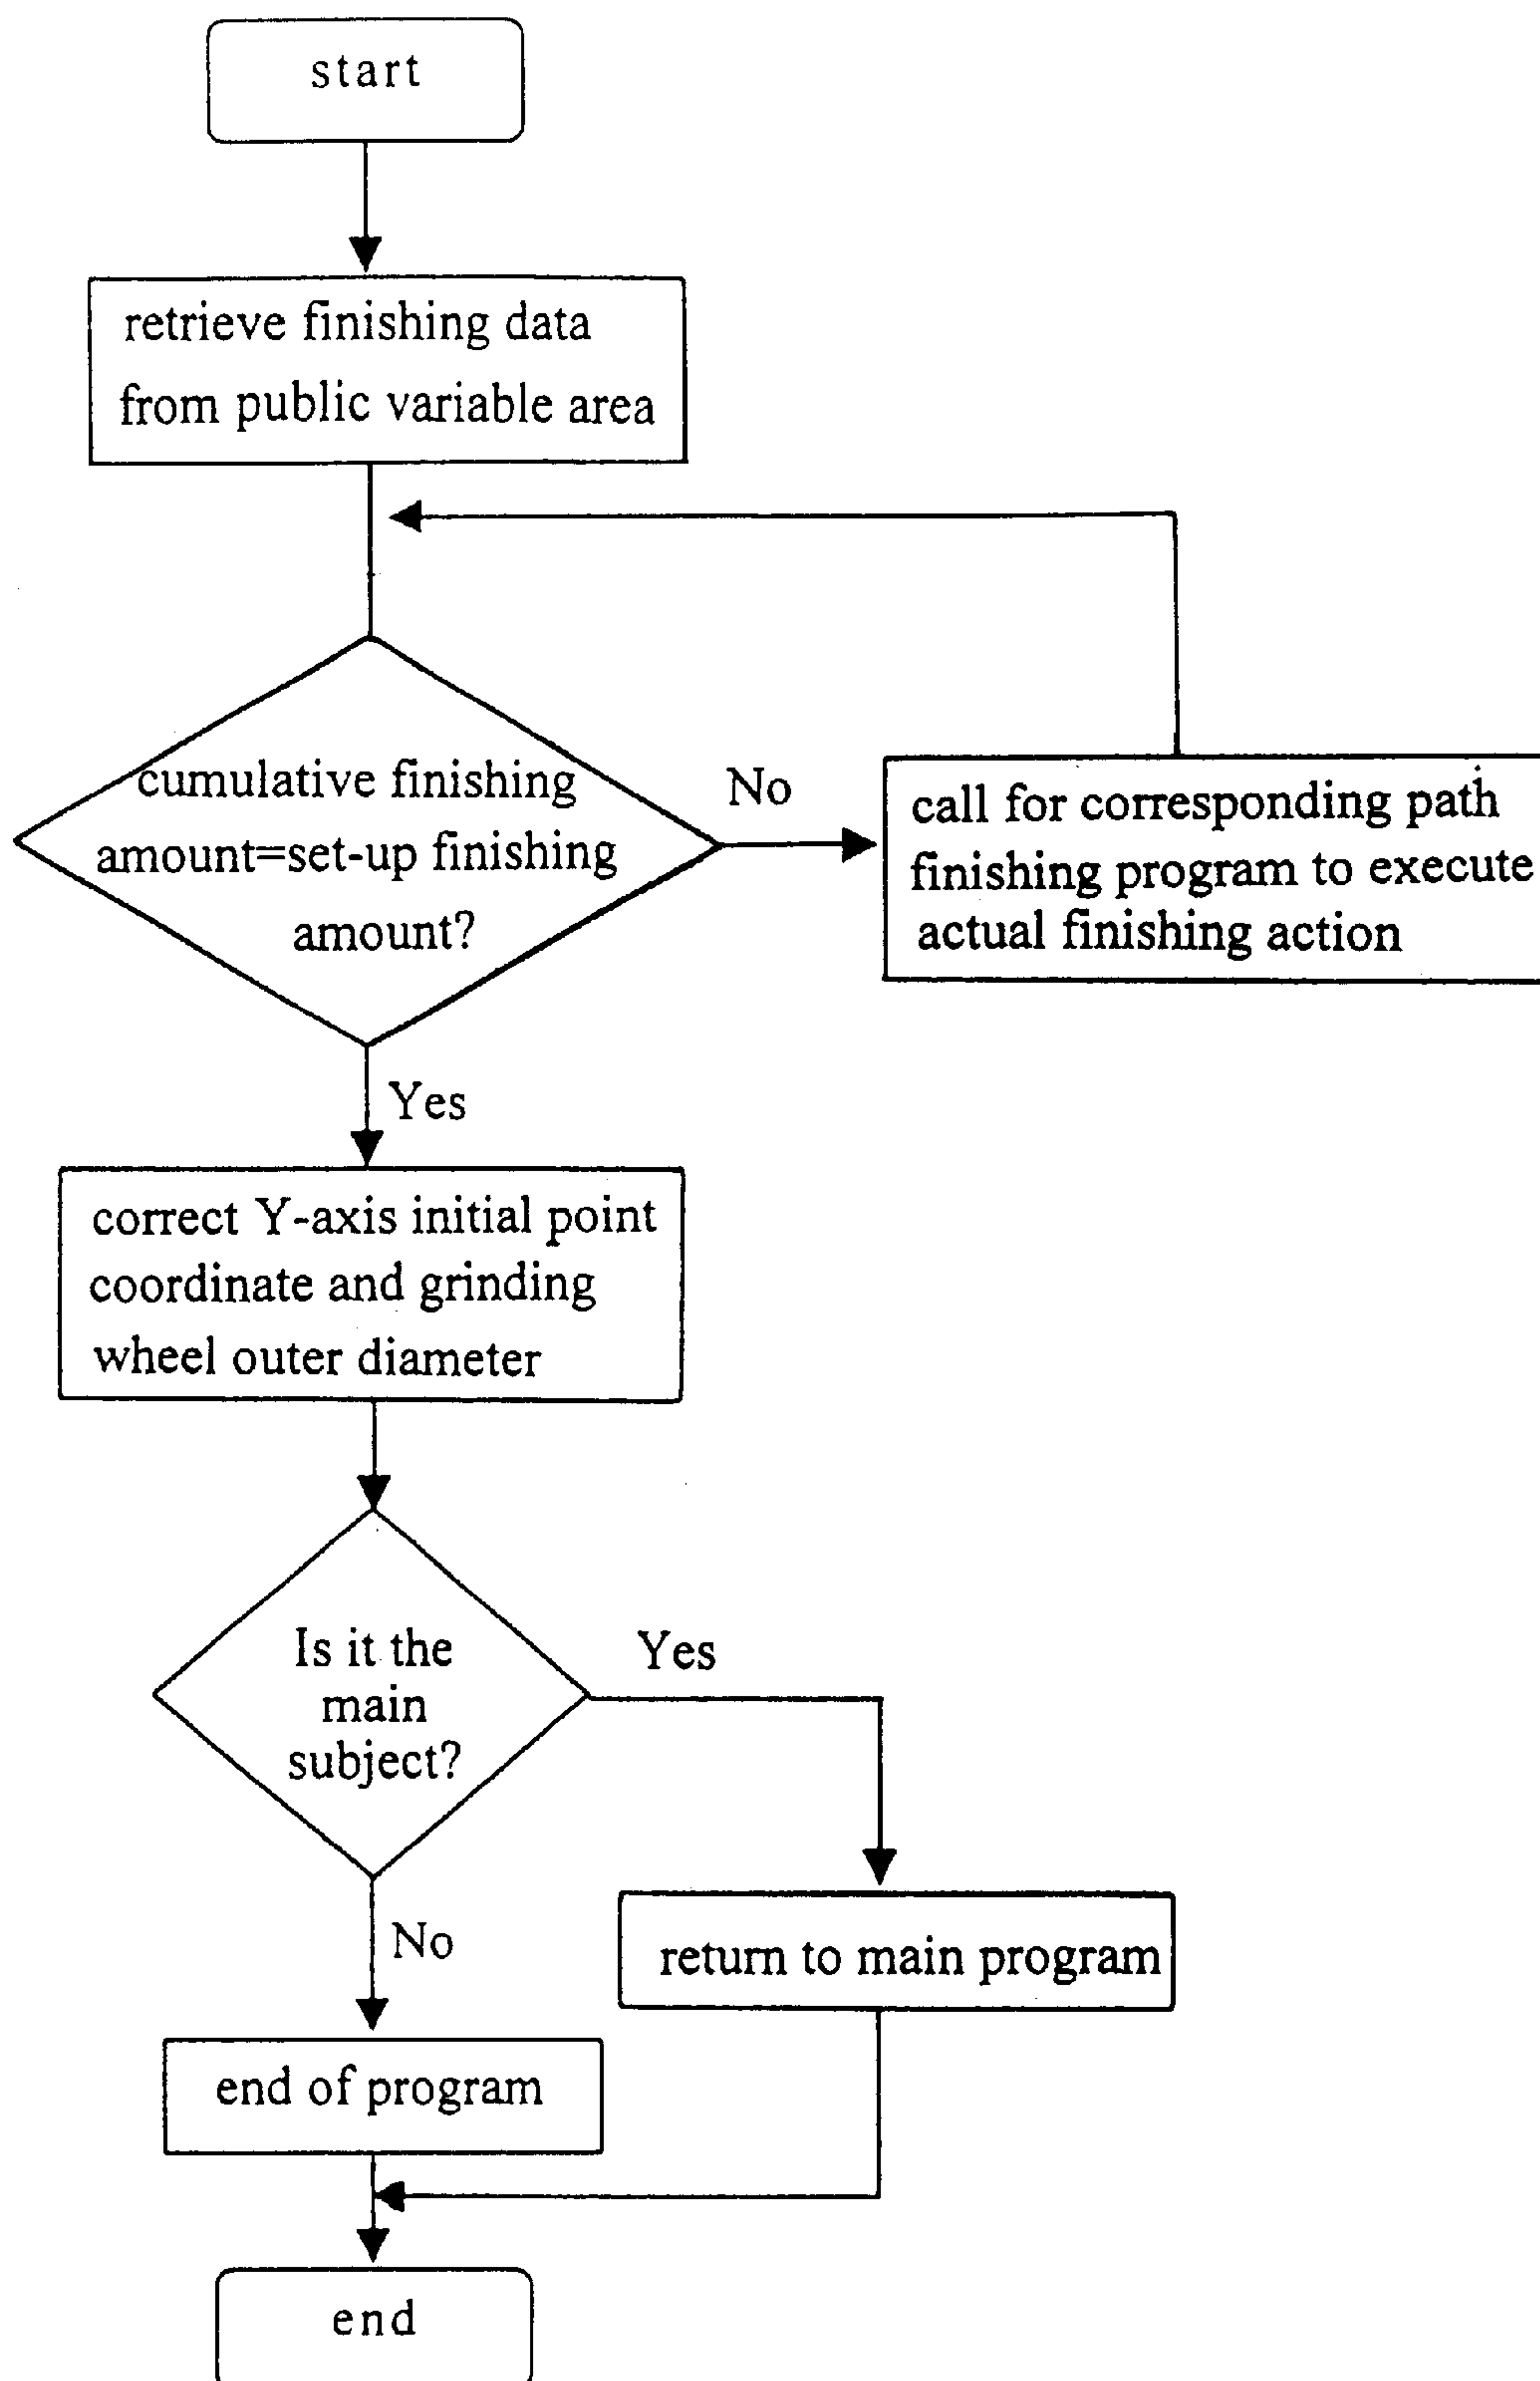 start
retrieve finishing data
from public variable area
cumulative finishing
amount=set-up finishing
amount?
No
call for corresponding path
finishing program to execute
actual finishing action
Yes
correct Y-axis initial point
coordinate and grinding
wheel outer diameter
Is it the
main
subject?
Yes
No
return to main program
end of program
end